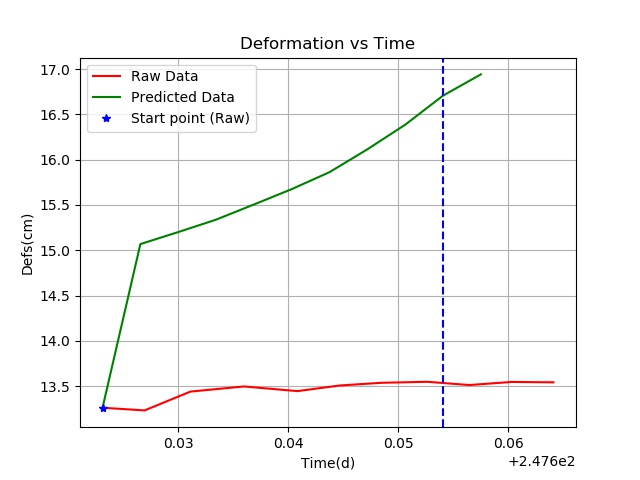 Deformation vs Time
Raw Data
Predicted Data
Start point (Raw)
17.0
16.5
16.0
15.5
15.0
14.5
14.0
13.5
Defs(cm)
0.03 0.04 0.05 0.06
Time(d)
+2.476e2